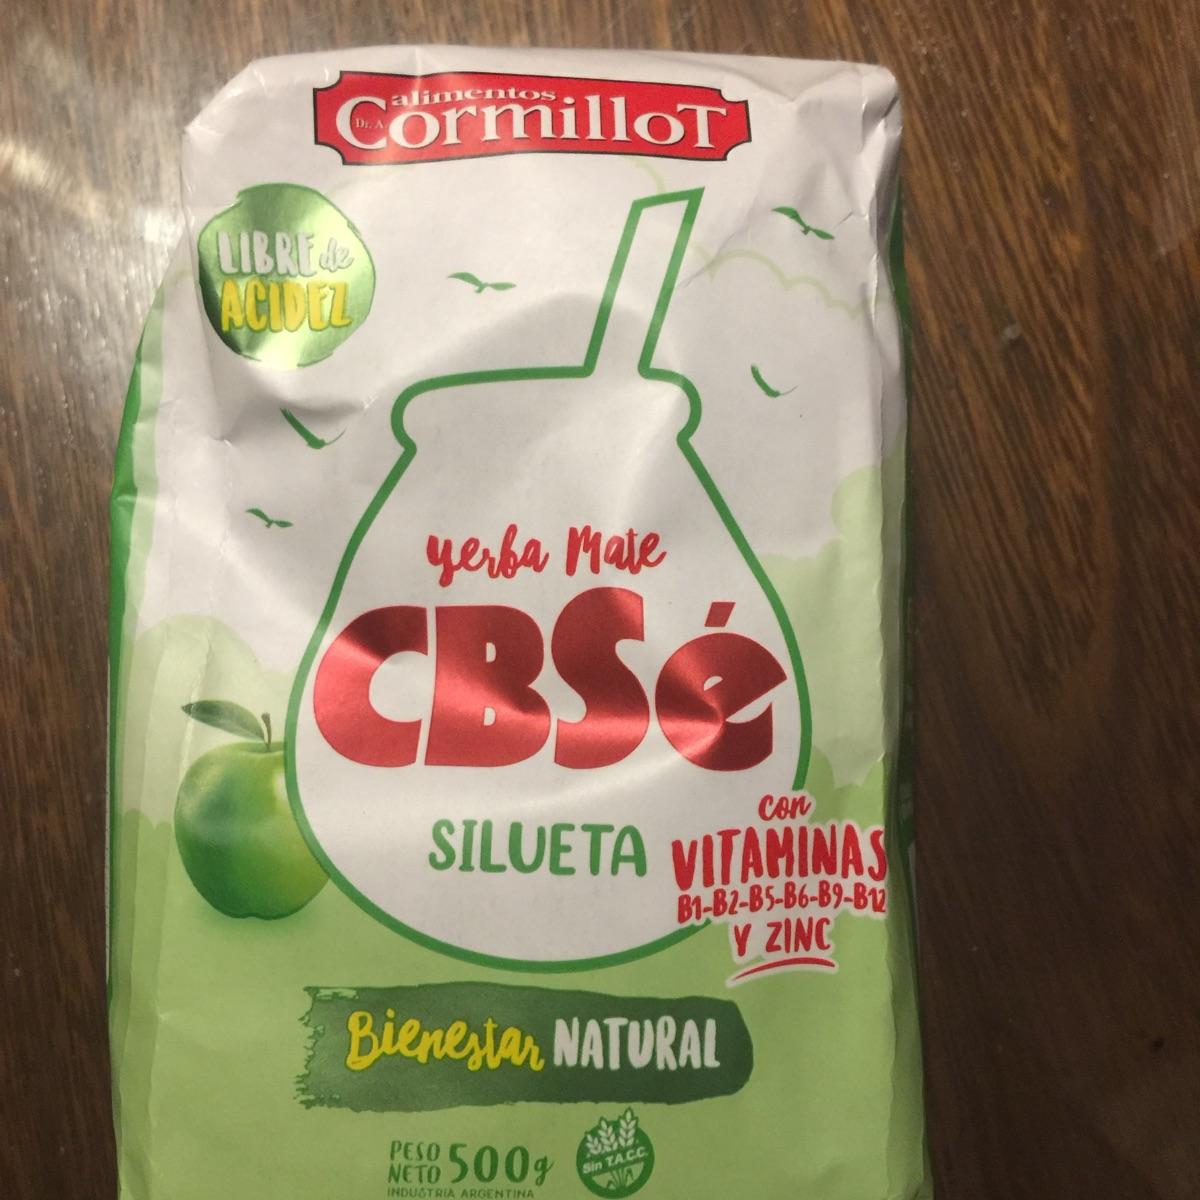 alimentos
Dr. A. Cormillot
LIBRE de
ACIDEZ
yerba Mate
CBSé
SILUETA
con
VITAMINAS
B1-B2-B5-B6-B9-B12
Y ZINC
Bienestar NATURAL
PESO
NETO 500g
INDUSTRIA ARGENTINA
Sin T.A.C.C.